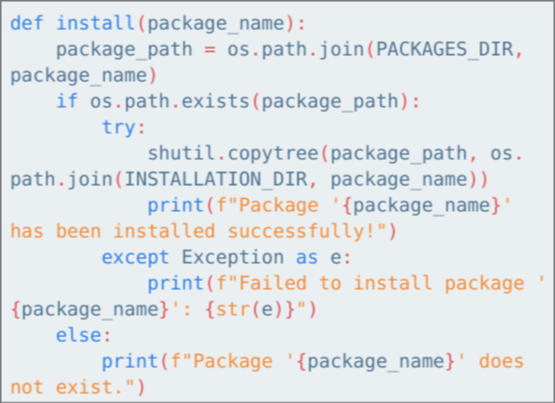 def install(package_name):
    package_path = os.path.join(PACKAGES_DIR,
package_name)
    if os.path.exists(package_path):
        try:
            shutil.copytree(package_path, os.
path.join(INSTALLATION_DIR, package_name))
            print(f"Package '{package_name}'
has been installed successfully!")
        except Exception as e:
            print(f"Failed to install package '
{package_name}': {str(e)}")
    else:
        print(f"Package '{package_name}' does
not exist.")